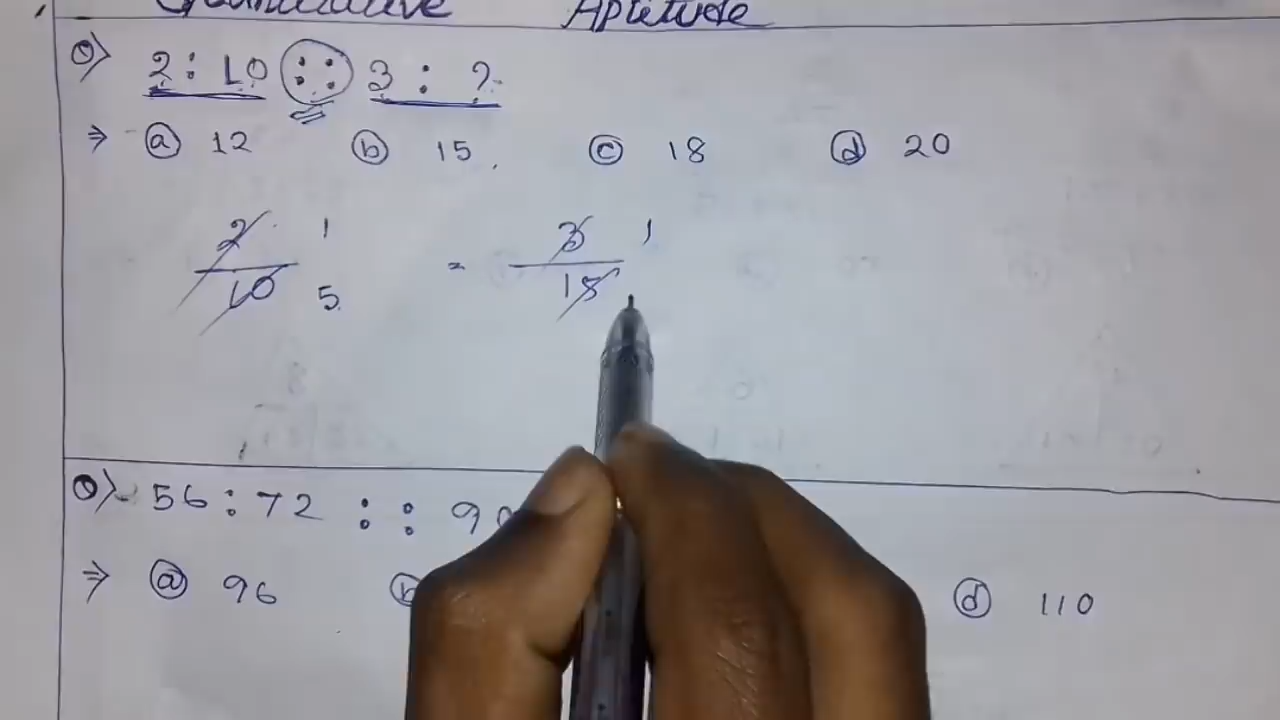 Quantitative Aptitude
Q) 2 : 10 :: 3 : ?
⇒ (a) 12 (b) 15 (c) 18 (d) 20
2 1 = 3 1
10 5 15
Q) 56 : 72 :: 90
⇒ (a) 96 (b) (d) 110